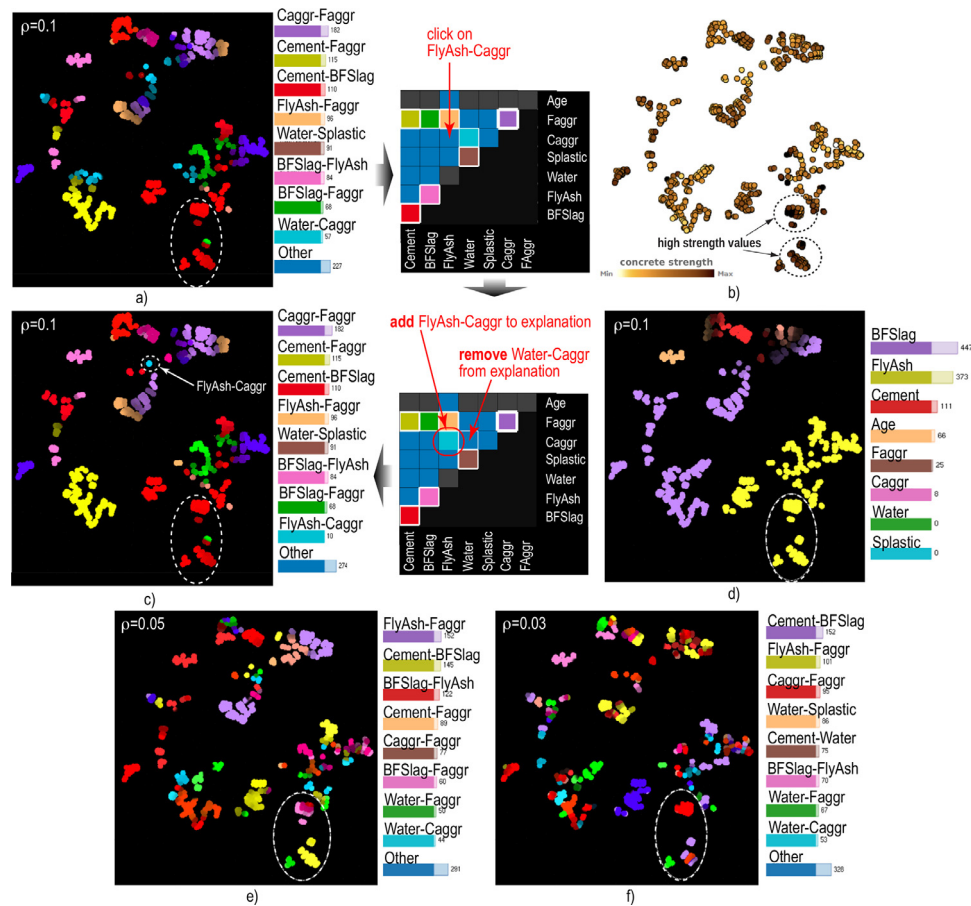 ρ=0.1
Caggr-Faggr
182
Cement-Faggr
115
Cement-BFSlag
110
FlyAsh-Faggr
96
Water-Splastic
91
BFSlag-FlyAsh
84
BFSlag-Faggr
68
Water-Caggr
57
Other
227
a)
click on
FlyAsh-Caggr
Age
Faggr
Caggr
Splastic
Water
FlyAsh
BFSlag
Cement
BFSlag
FlyAsh
Water
Splastic
Caggr
FAggr
high strength values
concrete strength
Min
Max
b)
ρ=0.1
FlyAsh-Caggr
Caggr-Faggr
182
Cement-Faggr
115
Cement-BFSlag
110
FlyAsh-Faggr
96
Water-Splastic
91
BFSlag-FlyAsh
84
BFSlag-Faggr
68
FlyAsh-Caggr
10
Other
274
c)
add FlyAsh-Caggr to explanation
remove Water-Caggr
from explanation
Age
Faggr
Caggr
Splastic
Water
FlyAsh
BFSlag
Cement
BFSlag
FlyAsh
Water
Splastic
Caggr
FAggr
ρ=0.1
BFSlag
447
FlyAsh
373
Cement
111
Age
66
Faggr
25
Caggr
8
Water
0
Splastic
0
d)
ρ=0.05
FlyAsh-Faggr
Cement-BFSlag
145
BFSlag-FlyAsh
122
Cement-Faggr
89
Caggr-Faggr
77
BFSlag-Faggr
60
Water-Faggr
Water-Caggr
44
Other
291
e)
ρ=0.03
Cement-BFSlag
152
FlyAsh-Faggr
101
Caggr-Faggr
95
Water-Splastic
86
Cement-Water
75
BFSlag-FlyAsh
70
Water-Faggr
67
Water-Caggr
53
Other
328
f)